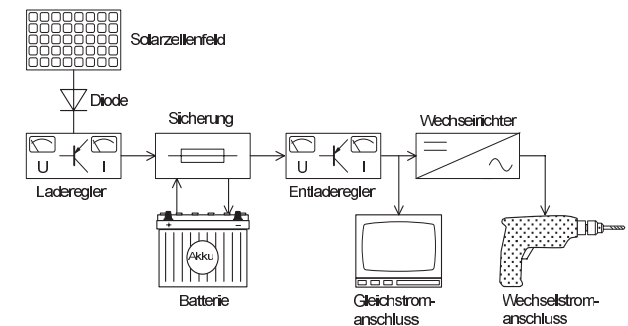 Solarzellenfeld
Diode
Sicherung
Wechselrichter
U I
U I
Laderegler
Entladeregler
+ −
Akku
Batterie
Gleichstrom-
anschluss
Wechselstrom-
anschluss